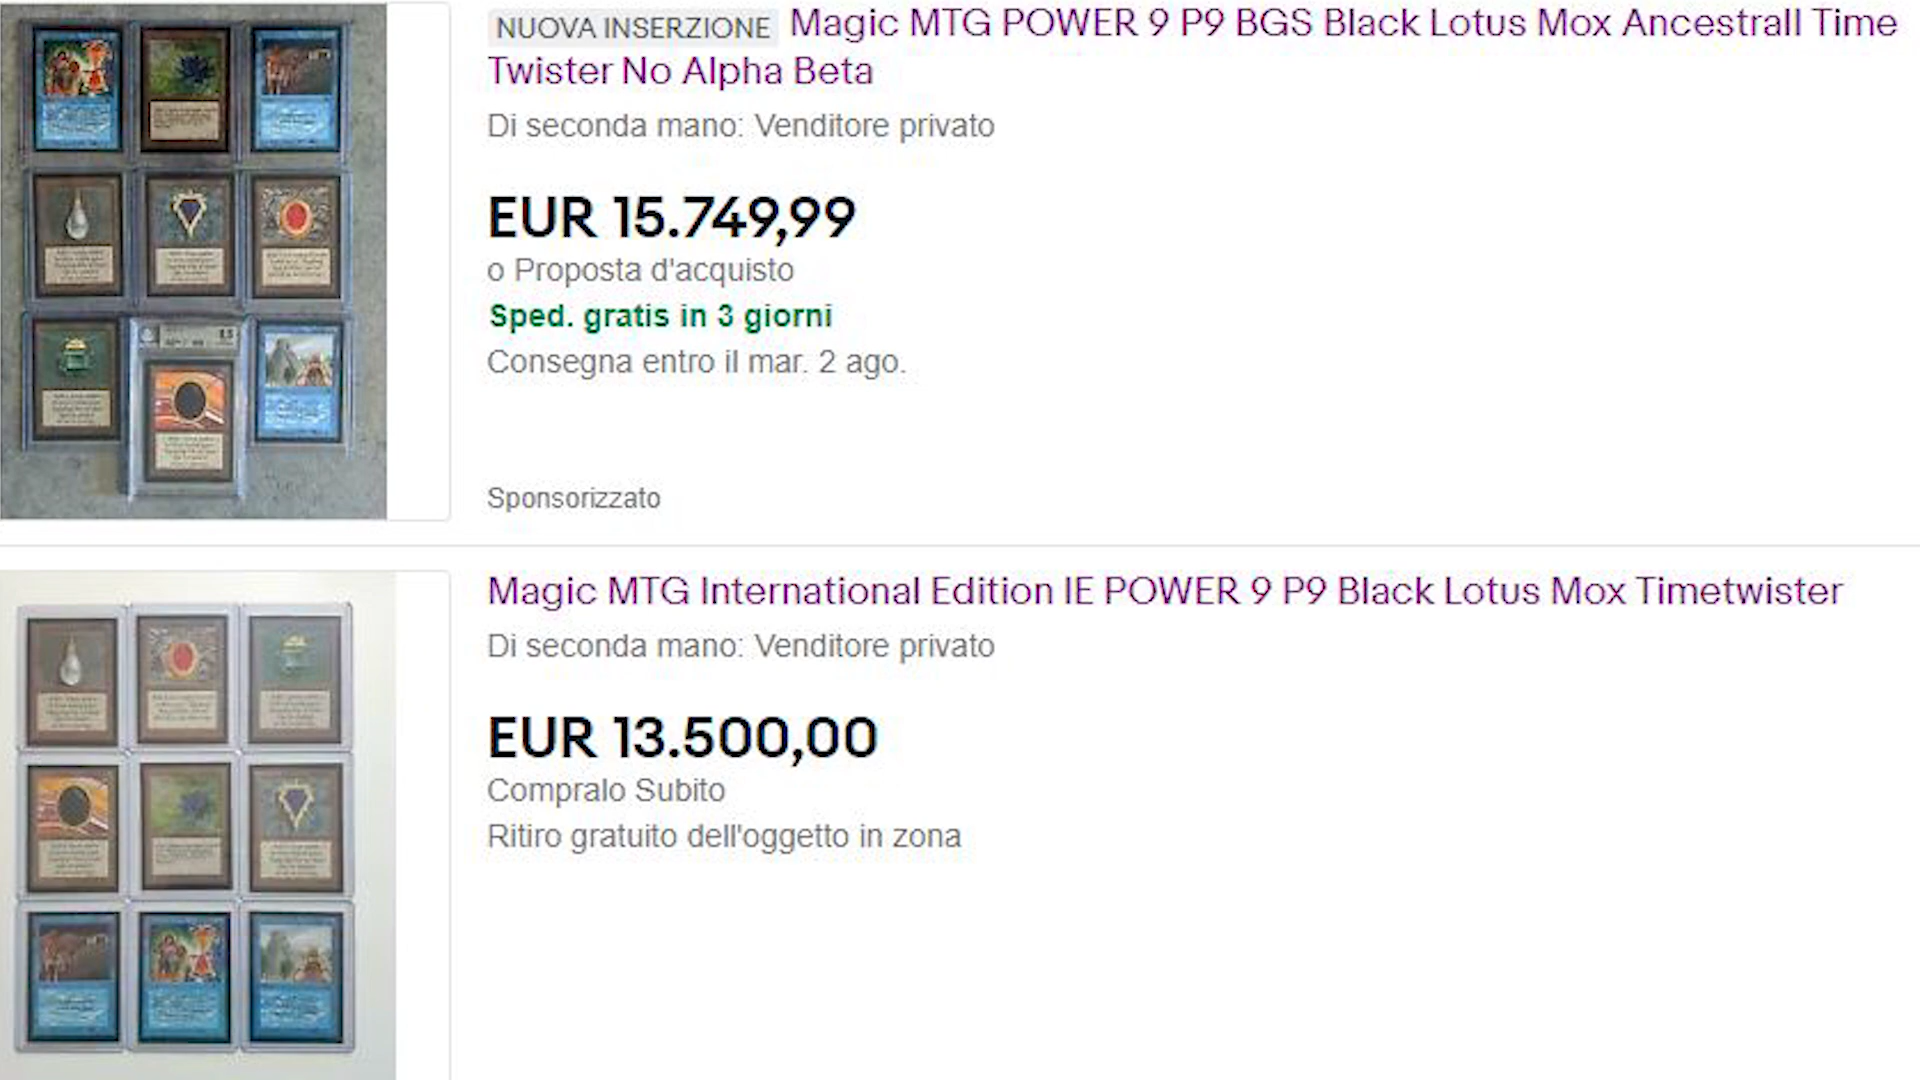 NUOVA INSERZIONE Magic MTG POWER 9 P9 BGS Black Lotus Mox Ancestrall Time
Twister No Alpha Beta
Di seconda mano: Venditore privato
EUR 15.749,99
o Proposta d'acquisto
Sped. gratis in 3 giorni
Consegna entro il mar. 2 ago.
Sponsorizzato
Magic MTG International Edition IE POWER 9 P9 Black Lotus Mox Timetwister
Di seconda mano: Venditore privato
EUR 13.500,00
Compralo Subito
Ritiro gratuito dell'oggetto in zona